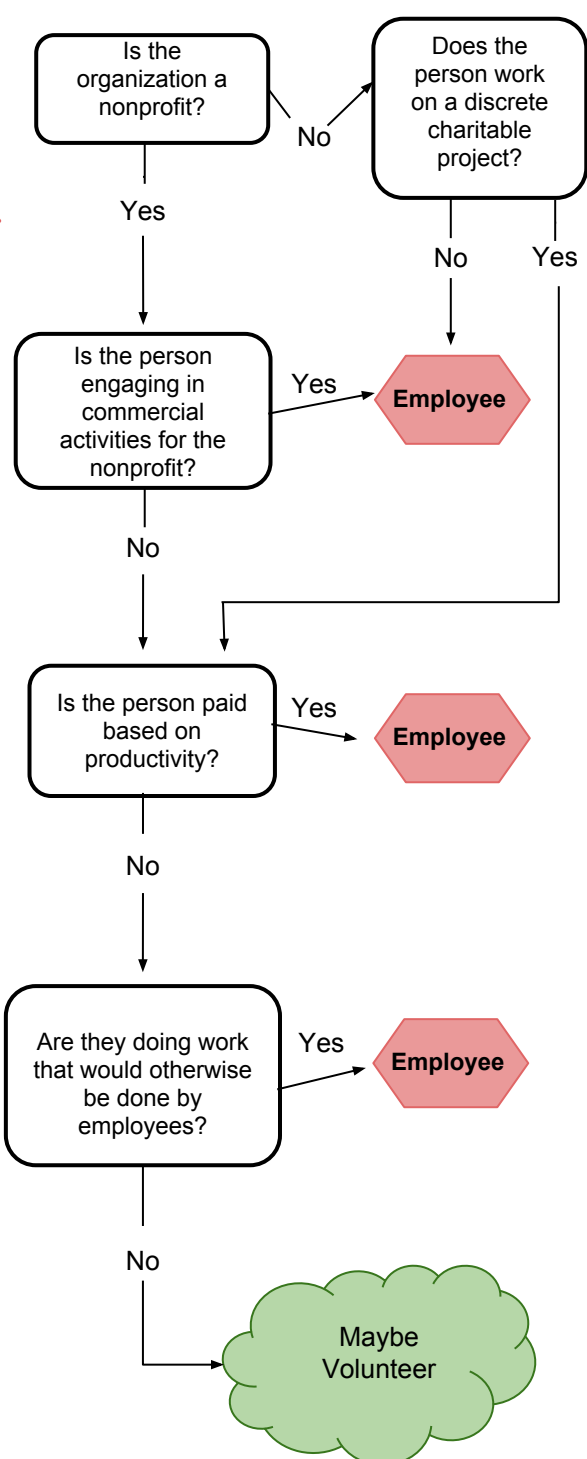 Is the
organization a
nonprofit?
Does the
person work
on a discrete
charitable
project?
No
Yes
No
Yes
Is the person
engaging in
commercial
activities for the
nonprofit?
Yes
Employee
No
Is the person paid
based on
productivity?
Yes
Employee
No
Are they doing work
that would otherwise
be done by
employees?
Yes
Employee
No
Maybe
Volunteer